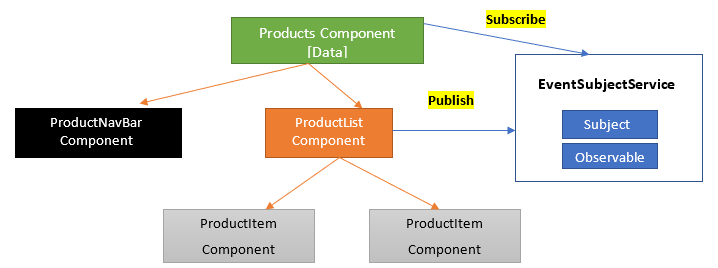 Subscribe
Products Component
[Data]
EventSubjectService
Publish
ProductNavBar
Component
ProductList
Component
Subject
Observable
ProductItem
Component
ProductItem
Component